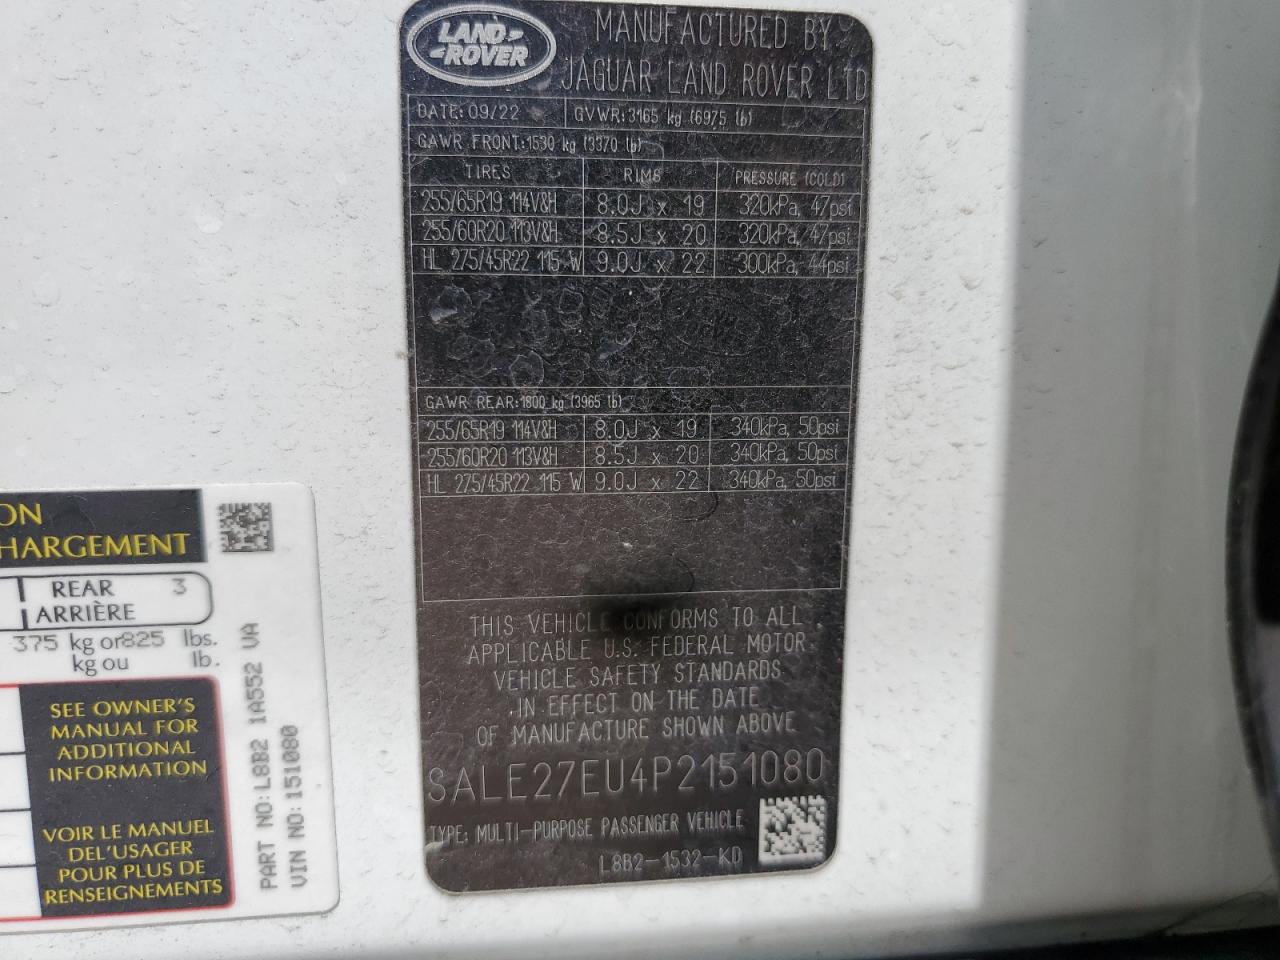 LAND ROVER
MANUFACTURED BY
JAGUAR LAND ROVER LTD
DATE: 09/22 GVWR: 3165 kg (6975 lb)
GAWR FRONT: 1530 kg (3370 lb)
TIRES RIMS PRESSURE (COLD)
255/65R19 114V&H 8.0J x 19 320kPa, 47psi
255/60R20 113V&H 8.5J x 20 320kPa, 47psi
HL 275/45R22 115 W 9.0J x 22 300kPa, 44psi
GAWR REAR: 1800 kg (3965 lb)
255/65R19 114V&H 8.0J x 19 340kPa, 50psi
255/60R20 113V&H 8.5J x 20 340kPa, 50psi
HL 275/45R22 115 W 9.0J x 22 340kPa, 50psi
THIS VEHICLE CONFORMS TO ALL
APPLICABLE U.S. FEDERAL MOTOR
VEHICLE SAFETY STANDARDS
IN EFFECT ON THE DATE
OF MANUFACTURE SHOWN ABOVE
SALE27EU4P2151080
TYPE: MULTI-PURPOSE PASSENGER VEHICLE
L8B2-1532-KD
ON
HARGEMENT
REAR 3
ARRIÈRE
375 kg or 825 lbs.
kg ou lb.
SEE OWNER'S
MANUAL FOR
ADDITIONAL
INFORMATION
VOIR LE MANUEL
DEL'USAGER
POUR PLUS DE
RENSEIGNEMENTS
PART NO: L8B2 1A552 VA
VIN NO: 151080